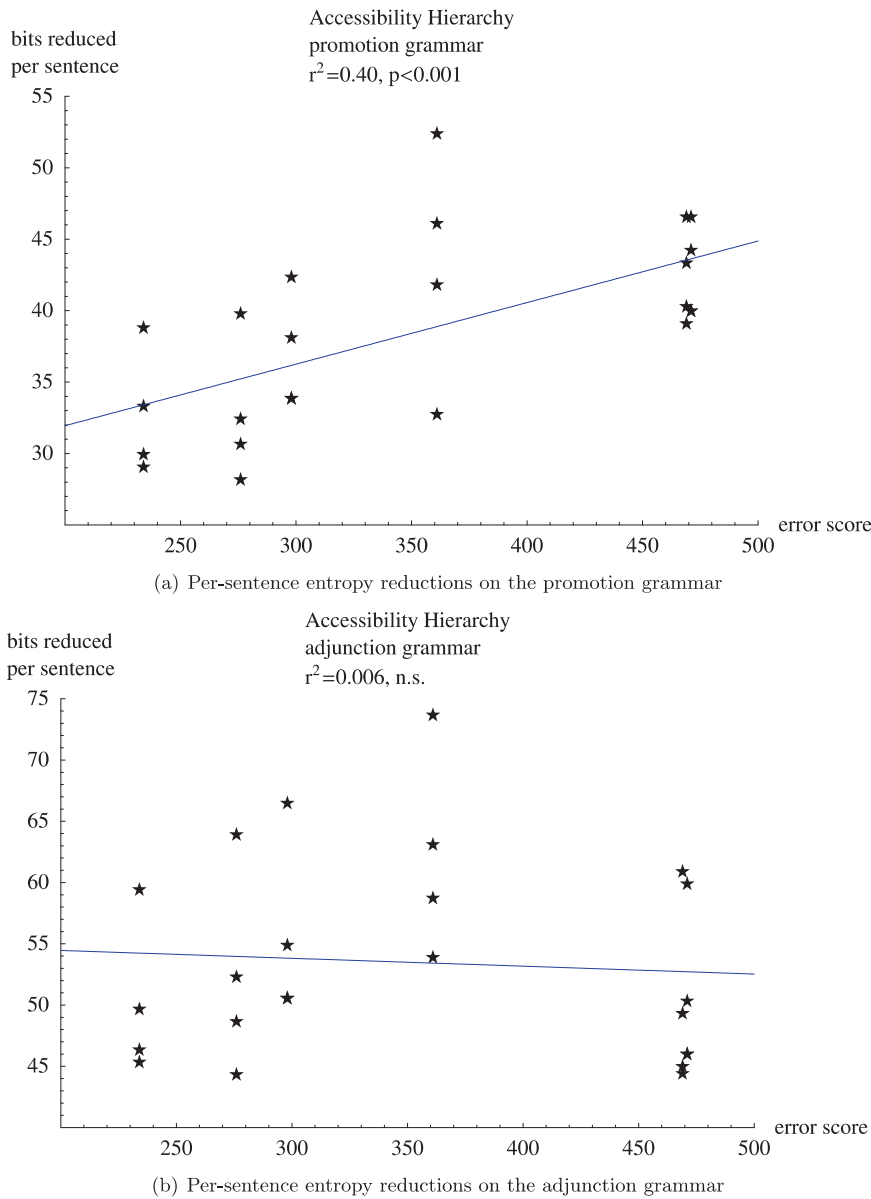 Accessibility Hierarchy
promotion grammar
r²=0.40, p<0.001
bits reduced
per sentence
55
50
45
40
35
30
250 300 350 400 450 500
error score
(a) Per-sentence entropy reductions on the promotion grammar
Accessibility Hierarchy
adjunction grammar
r²=0.006, n.s.
bits reduced
per sentence
75
70
65
60
55
50
45
250 300 350 400 450 500
error score
(b) Per-sentence entropy reductions on the adjunction grammar